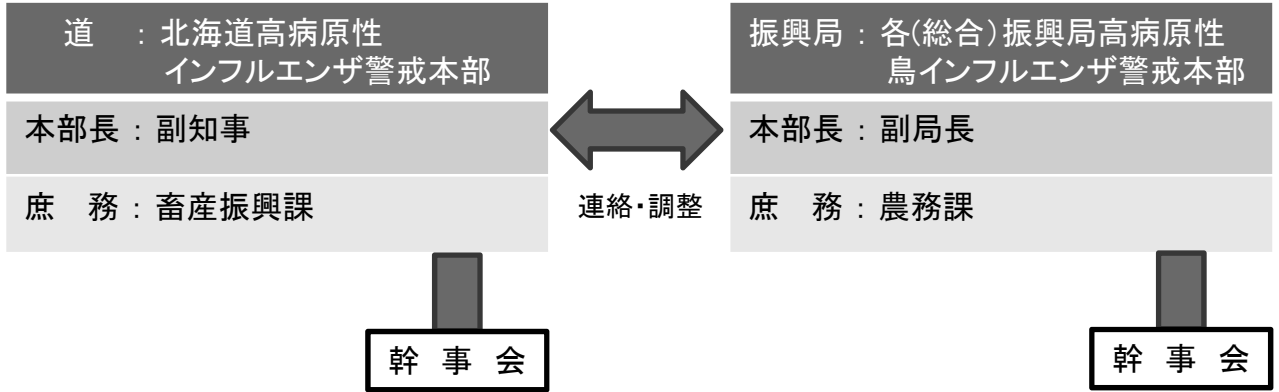 道　：北海道高病原性
インフルエンザ警戒本部
本部長：副知事
庶　務：畜産振興課
幹 事 会
連絡・調整
振興局：各(総合)振興局高病原性
鳥インフルエンザ警戒本部
本部長：副局長
庶　務：農務課
幹 事 会